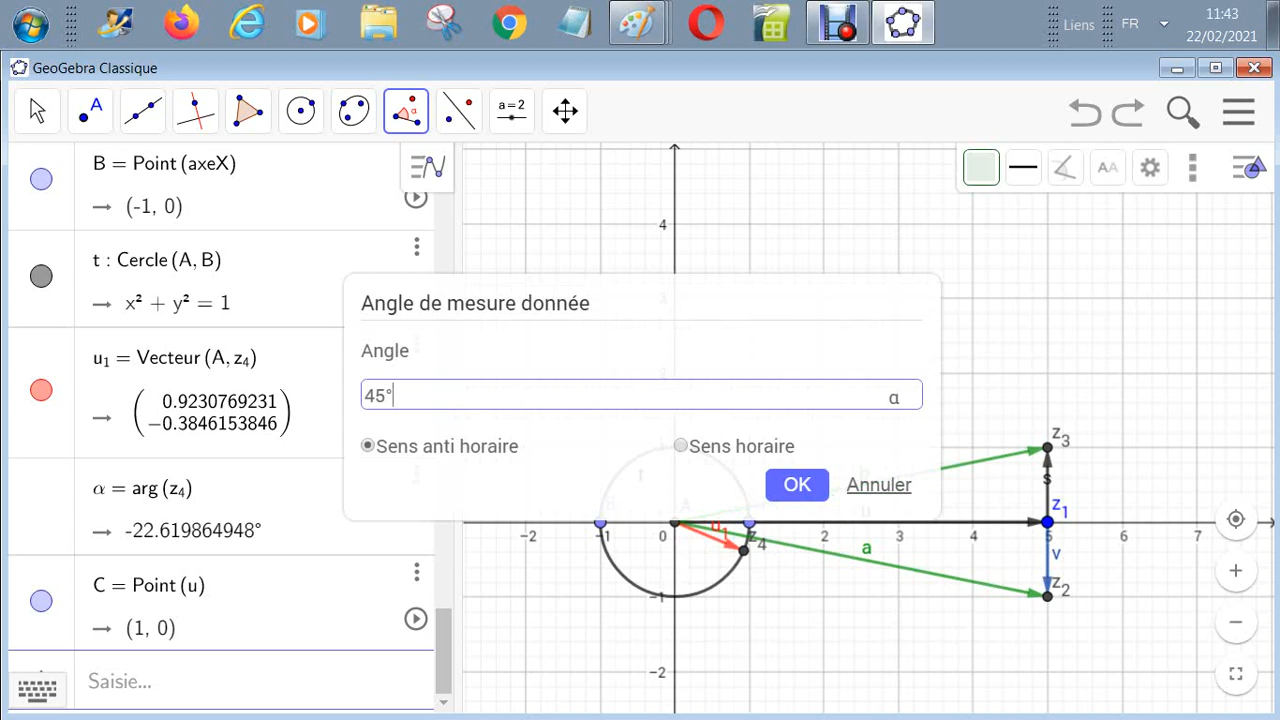 Liens FR 11:43
22/02/2021
GeoGebra Classique
A
α
a=2
B = Point (axeX)
→ (-1, 0)
t : Cercle (A, B)
→ x² + y² = 1
u₁ = Vecteur (A, z₄)
→ ( 0.9230769231
−0.3846153846 )
α = arg (z₄)
→ -22.619864948°
C = Point (u)
→ (1, 0)
Saisie...
AA
Angle de mesure donnée
Angle
45°
α
Sens anti horaire
Sens horaire
OK
Annuler
4
z₃
s
z₁
−2 −1 0 2 3 4 5 6 7
u₁
z₄
a
v
z₂
−1
−2